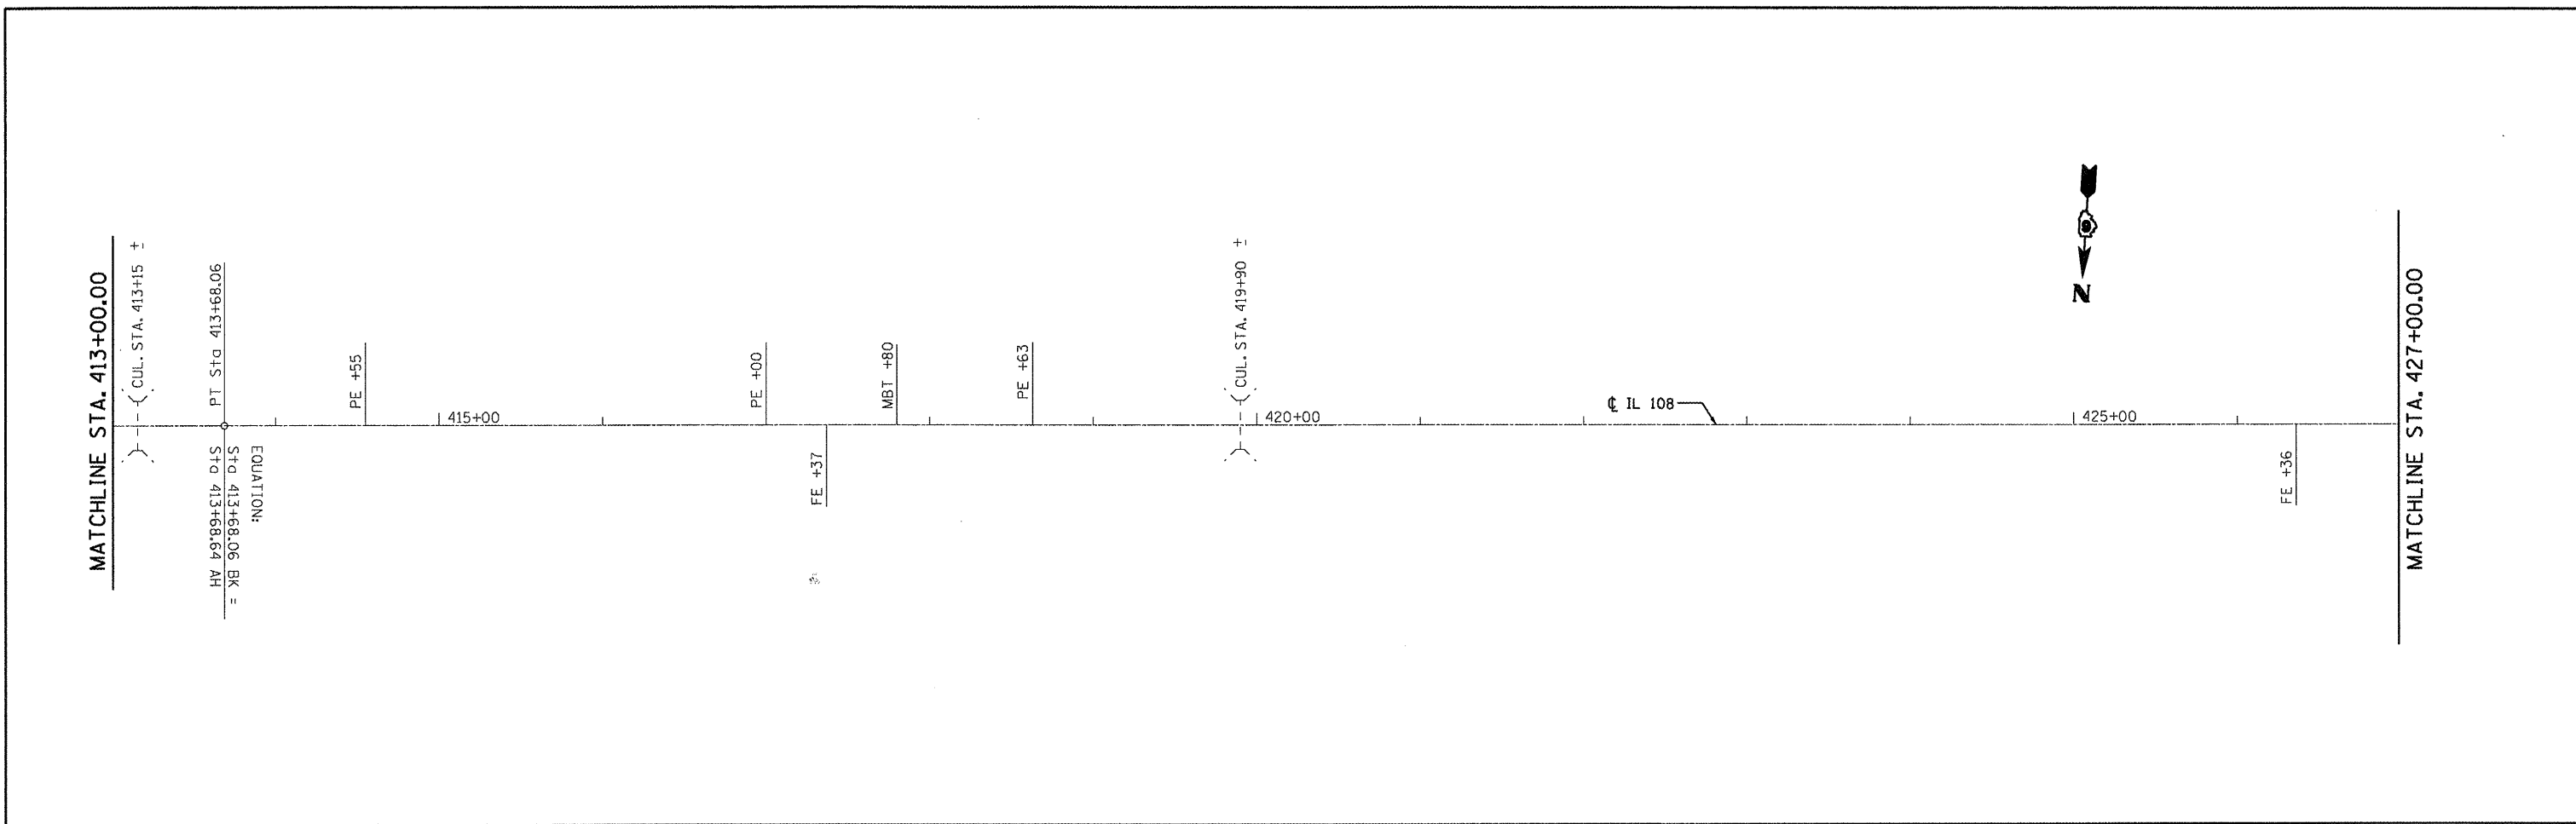 MATCHLINE STA. 413+00.00
CUL. STA. 413+15 ±
PT Sta 413+68.06
EQUATION:
Sta 413+68.06 BK =
Sta 413+68.64 AH
PE +55
415+00
PE +00
FE +37
MBT +80
PE +63
CUL. STA. 419+90 ±
420+00
℄ IL 108
425+00
9
N
FE +36
MATCHLINE STA. 427+00.00